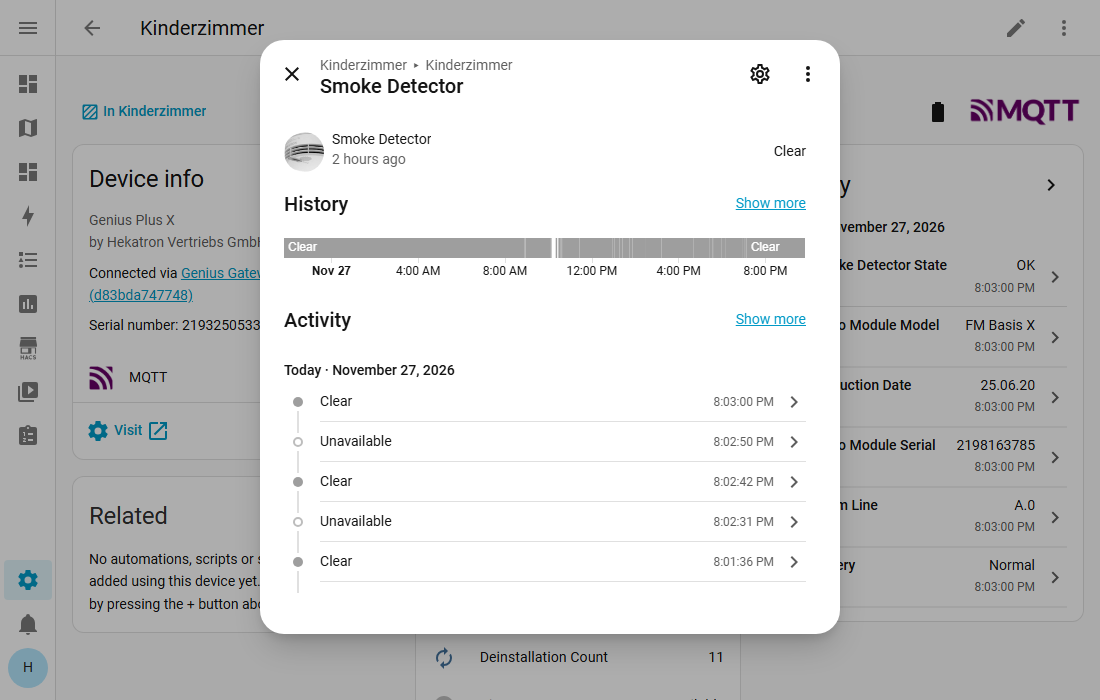 Kinderzimmer
In Kinderzimmer
MQTT
Device info
Genius Plus X
by Hekatron Vertriebs GmbH
Connected via Genius Gatew
(d83bda747748)
Serial number: 219325053
MQTT
Visit
Related
No automations, scripts or s
added using this device yet.
by pressing the + button abo
HACS
H
Kinderzimmer ▸ Kinderzimmer
Smoke Detector
Smoke Detector
2 hours ago
Clear
History
Show more
Clear
Clear
Nov 27 4:00 AM 8:00 AM 12:00 PM 4:00 PM 8:00 PM
Activity
Show more
Today · November 27, 2026
Clear 8:03:00 PM
Unavailable 8:02:50 PM
Clear 8:02:42 PM
Unavailable 8:02:31 PM
Clear 8:01:36 PM
y
vember 27, 2026
ke Detector State OK
8:03:00 PM
o Module Model FM Basis X
8:03:00 PM
uction Date 25.06.20
8:03:00 PM
o Module Serial 2198163785
8:03:00 PM
m Line A.0
8:03:00 PM
ery Normal
8:03:00 PM
Deinstallation Count 11